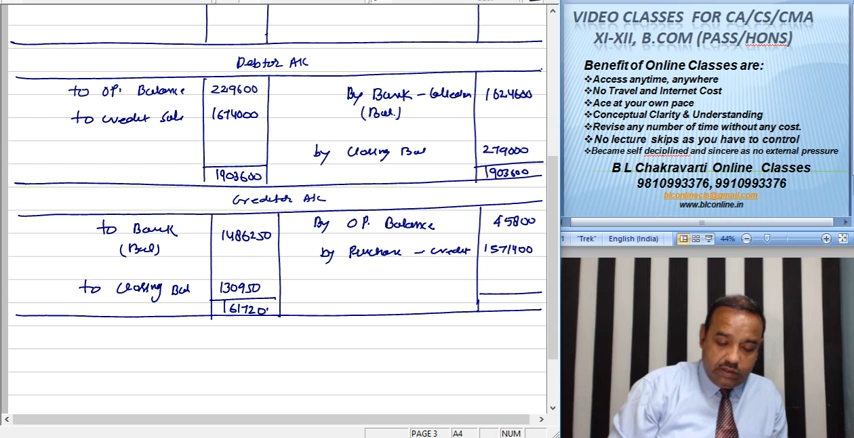 Debtor A/C
to OP. Balance 229600 By Bank - Collection 1624600
(Bal.)
to credit Sale 1674000
by Closing Bal 279000
1903600 1903600
Creditor A/C
to Bank 1486250 By OP. Balance 45800
(Bal) by Purchase - credit 1571400
to Closing Bal 130950
161720
PAGE 3 A4 NUM
VIDEO CLASSES FOR CA/CS/CMA
XI-XII, B.COM (PASS/HONS)
Benefit of Online Classes are:
❖Access anytime, anywhere
❖No Travel and Internet Cost
❖Ace at your own pace
❖Conceptual Clarity & Understanding
❖Revise any number of time without any cost.
❖No lecture skips as you have to control
❖Became self deciplined and sincere as no external pressure
B L Chakravarti Online Classes
9810993376, 9910993376
www.blconline.in
1 "Trek" English (India) 44%